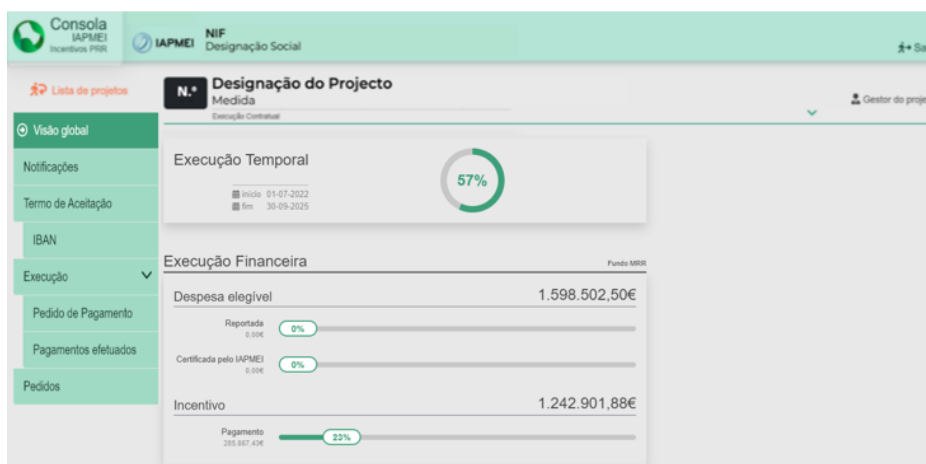 Consola
IAPMEI
Incentivos PRR
IAPMEI
NIF
Designação Social
Lista de projetos
N.º
Designação do Projecto
Medida
Execução Contratual
Gestor do proje
Visão global
Notificações
Termo de Aceitação
IBAN
Execução
Pedido de Pagamento
Pagamentos efetuados
Pedidos
Execução Temporal
início 01-07-2022
fim 30-09-2025
57%
Execução Financeira
Fundo MRR
Despesa elegível
1.598.502,50€
Reportada
0,00€
0%
Certificada pelo IAPMEI
0,00€
0%
Incentivo
1.242.901,88€
Pagamento
285.867,43€
23%